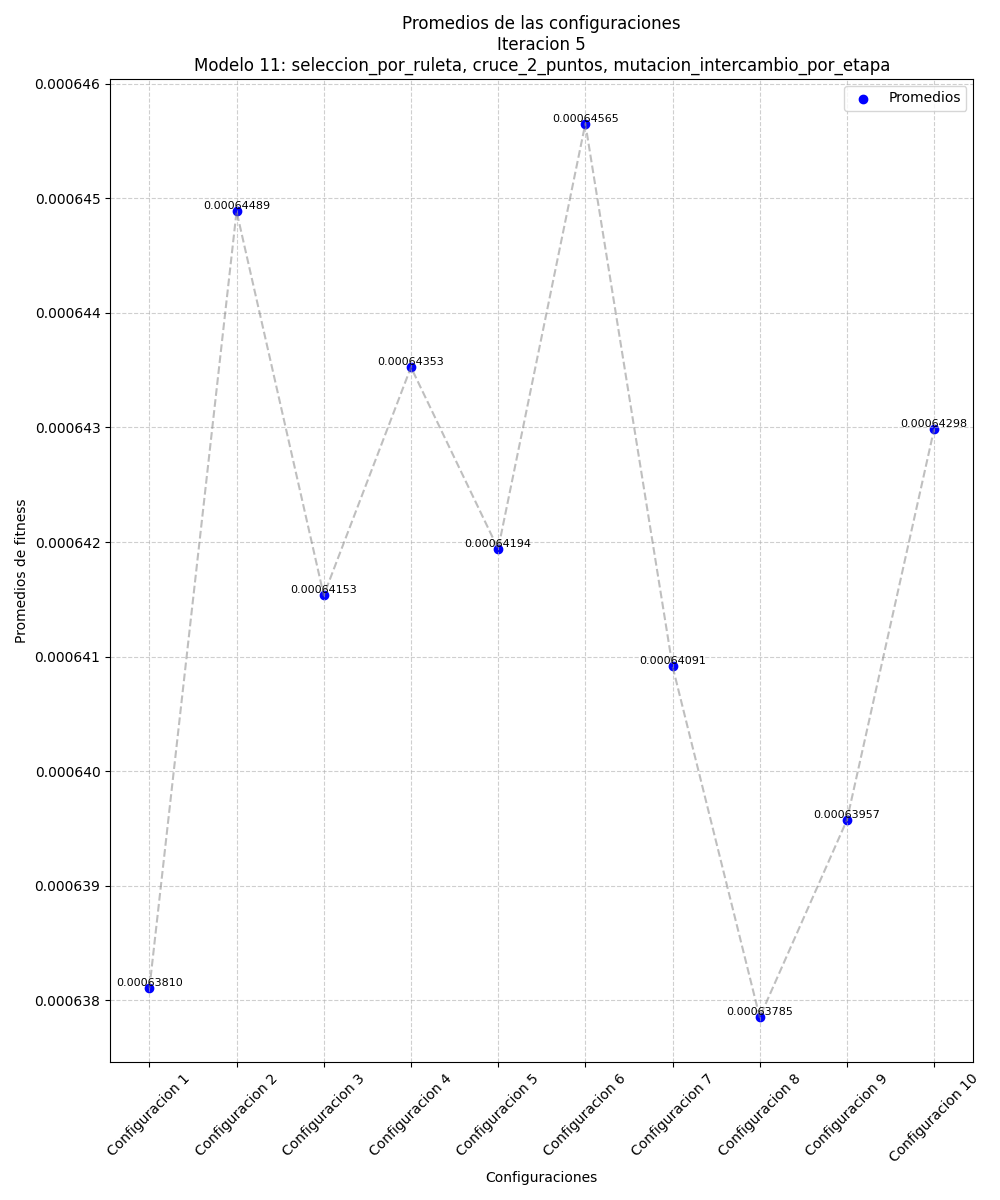 Promedios de las configuraciones
Iteracion 5
Modelo 11: seleccion_por_ruleta, cruce_2_puntos, mutacion_intercambio_por_etapa
Promedios
0.000646
0.000645
0.000644
0.000643
0.000642
0.000641
0.000640
0.000639
0.000638
Promedios de fitness
0.00063810
0.00064489
0.00064153
0.00064353
0.00064194
0.00064565
0.00064091
0.00063785
0.00063957
0.00064298
Configuracion 1
Configuracion 2
Configuracion 3
Configuracion 4
Configuracion 5
Configuracion 6
Configuracion 7
Configuracion 8
Configuracion 9
Configuracion 10
Configuraciones